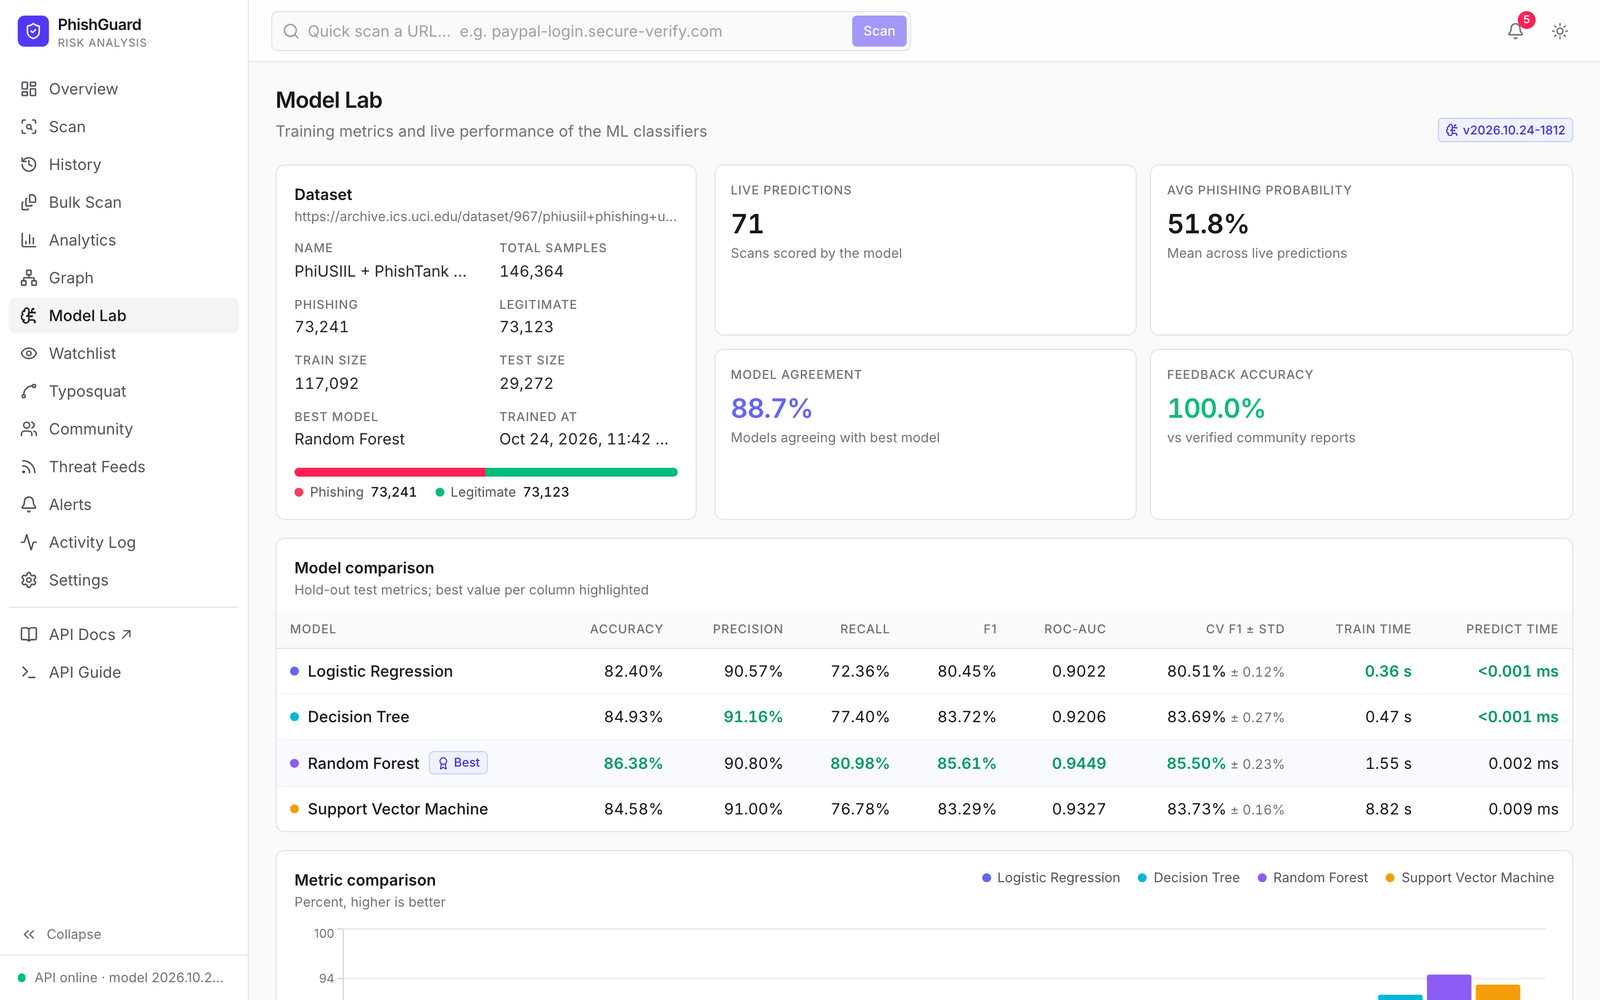 PhishGuard
RISK ANALYSIS
Quick scan a URL... e.g. paypal-login.secure-verify.com
Scan
5
Overview
Scan
History
Bulk Scan
Analytics
Graph
Model Lab
Watchlist
Typosquat
Community
Threat Feeds
Alerts
Activity Log
Settings
API Docs
API Guide
Collapse
API online · model 2026.10.2...
Model Lab
Training metrics and live performance of the ML classifiers
v2026.10.24-1812
Dataset
https://archive.ics.uci.edu/dataset/967/phiusiil+phishing+u...
NAME TOTAL SAMPLES
PhiUSIIL + PhishTank ... 146,364
PHISHING LEGITIMATE
73,241 73,123
TRAIN SIZE TEST SIZE
117,092 29,272
BEST MODEL TRAINED AT
Random Forest Oct 24, 2026, 11:42 ...
Phishing 73,241 Legitimate 73,123
LIVE PREDICTIONS
71
Scans scored by the model
AVG PHISHING PROBABILITY
51.8%
Mean across live predictions
MODEL AGREEMENT
88.7%
Models agreeing with best model
FEEDBACK ACCURACY
100.0%
vs verified community reports
Model comparison
Hold-out test metrics; best value per column highlighted
MODEL ACCURACY PRECISION RECALL F1 ROC-AUC CV F1 ± STD TRAIN TIME PREDICT TIME
Logistic Regression 82.40% 90.57% 72.36% 80.45% 0.9022 80.51% ± 0.12% 0.36 s <0.001 ms
Decision Tree 84.93% 91.16% 77.40% 83.72% 0.9206 83.69% ± 0.27% 0.47 s <0.001 ms
Random Forest Best 86.38% 90.80% 80.98% 85.61% 0.9449 85.50% ± 0.23% 1.55 s 0.002 ms
Support Vector Machine 84.58% 91.00% 76.78% 83.29% 0.9327 83.73% ± 0.16% 8.82 s 0.009 ms
Metric comparison
Percent, higher is better
Logistic Regression Decision Tree Random Forest Support Vector Machine
100
94